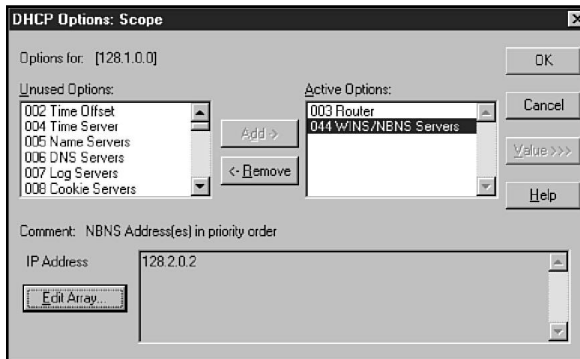 DHCP Options: Scope
Options for: [128.1.0.0]
OK
Unused Options:
Active Options:
002 Time Offset
004 Time Server
005 Name Servers
006 DNS Servers
007 Log Servers
008 Cookie Servers
Add ->
<- Remove
003 Router
044 WINS/NBNS Servers
Cancel
Value >>>
Help
Comment: NBNS Address(es) in priority order
IP Address
128.2.0.2
Edit Array...